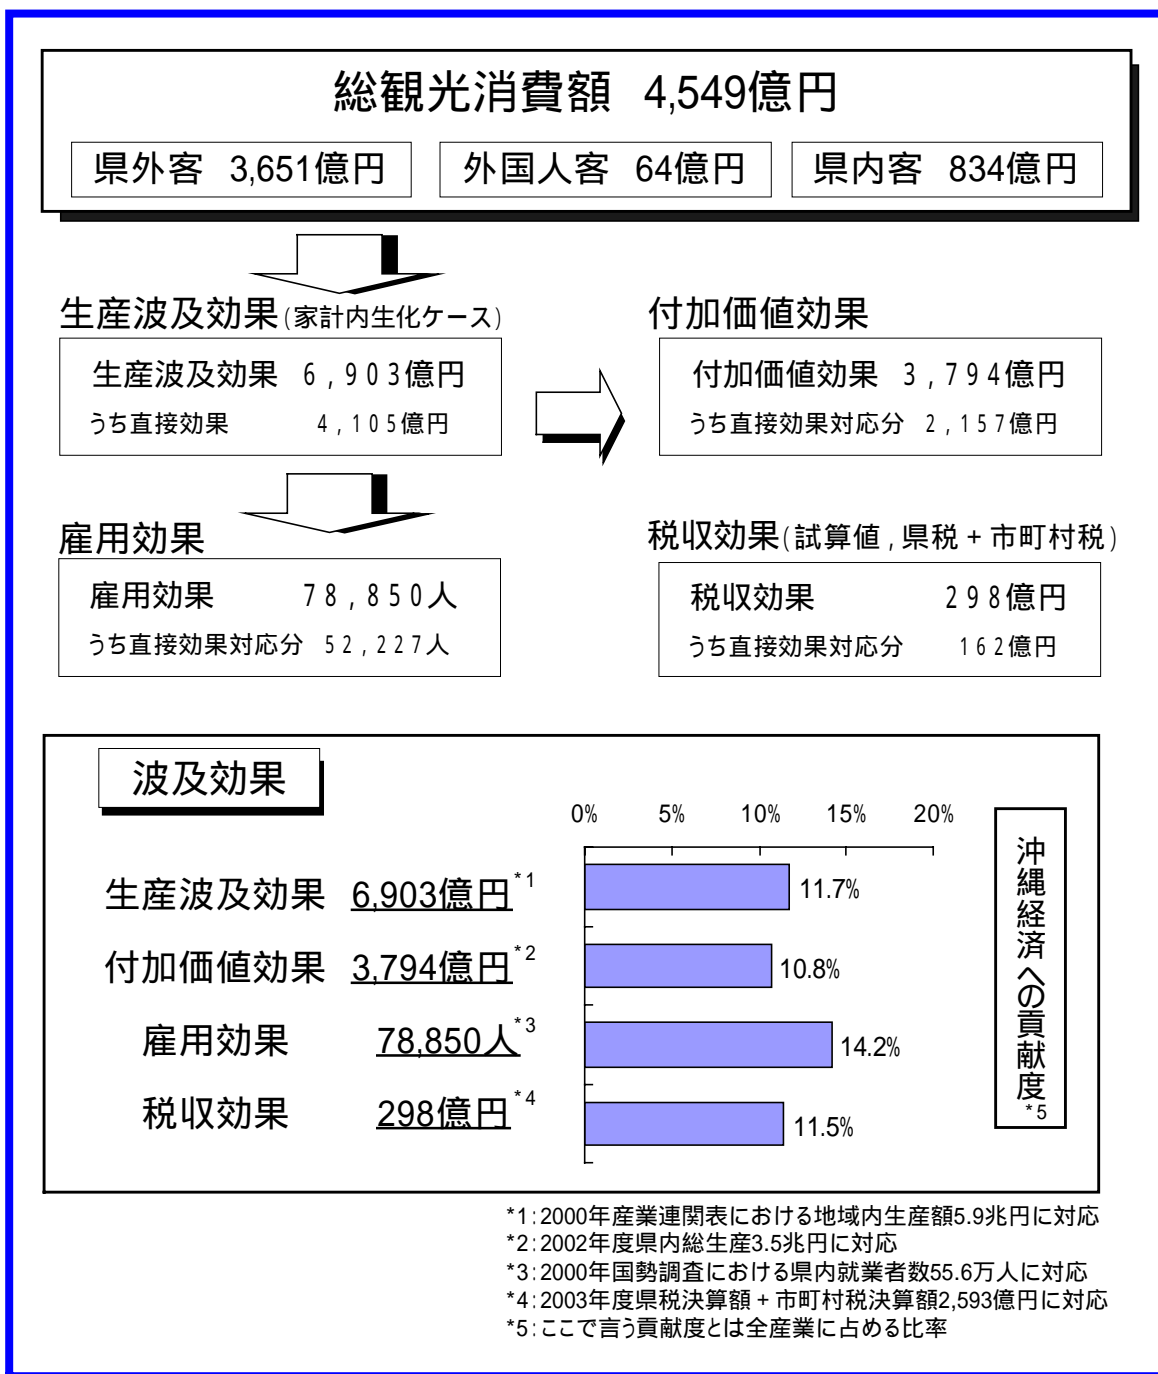 総観光消費額 4,549億円
県外客 3,651億円
外国人客 64億円
県内客 834億円
生産波及効果(家計内生化ケース)
生産波及効果 6,903億円
うち直接効果 4,105億円
付加価値効果
付加価値効果 3,794億円
うち直接効果対応分 2,157億円
雇用効果
雇用効果 78,850人
うち直接効果対応分 52,227人
税収効果(試算値,県税+市町村税)
税収効果 298億円
うち直接効果対応分 162億円
波及効果
0% 5% 10% 15% 20%
生産波及効果 6,903億円*1 11.7%
付加価値効果 3,794億円*2 10.8%
雇用効果 78,850人*3 14.2%
税収効果 298億円*4 11.5%
沖縄経済への貢献度*5
*1:2000年産業連関表における地域内生産額5.9兆円に対応
*2:2002年度県内総生産3.5兆円に対応
*3:2000年国勢調査における県内就業者数55.6万人に対応
*4:2003年度県税決算額+市町村税決算額2,593億円に対応
*5:ここで言う貢献度とは全産業に占める比率